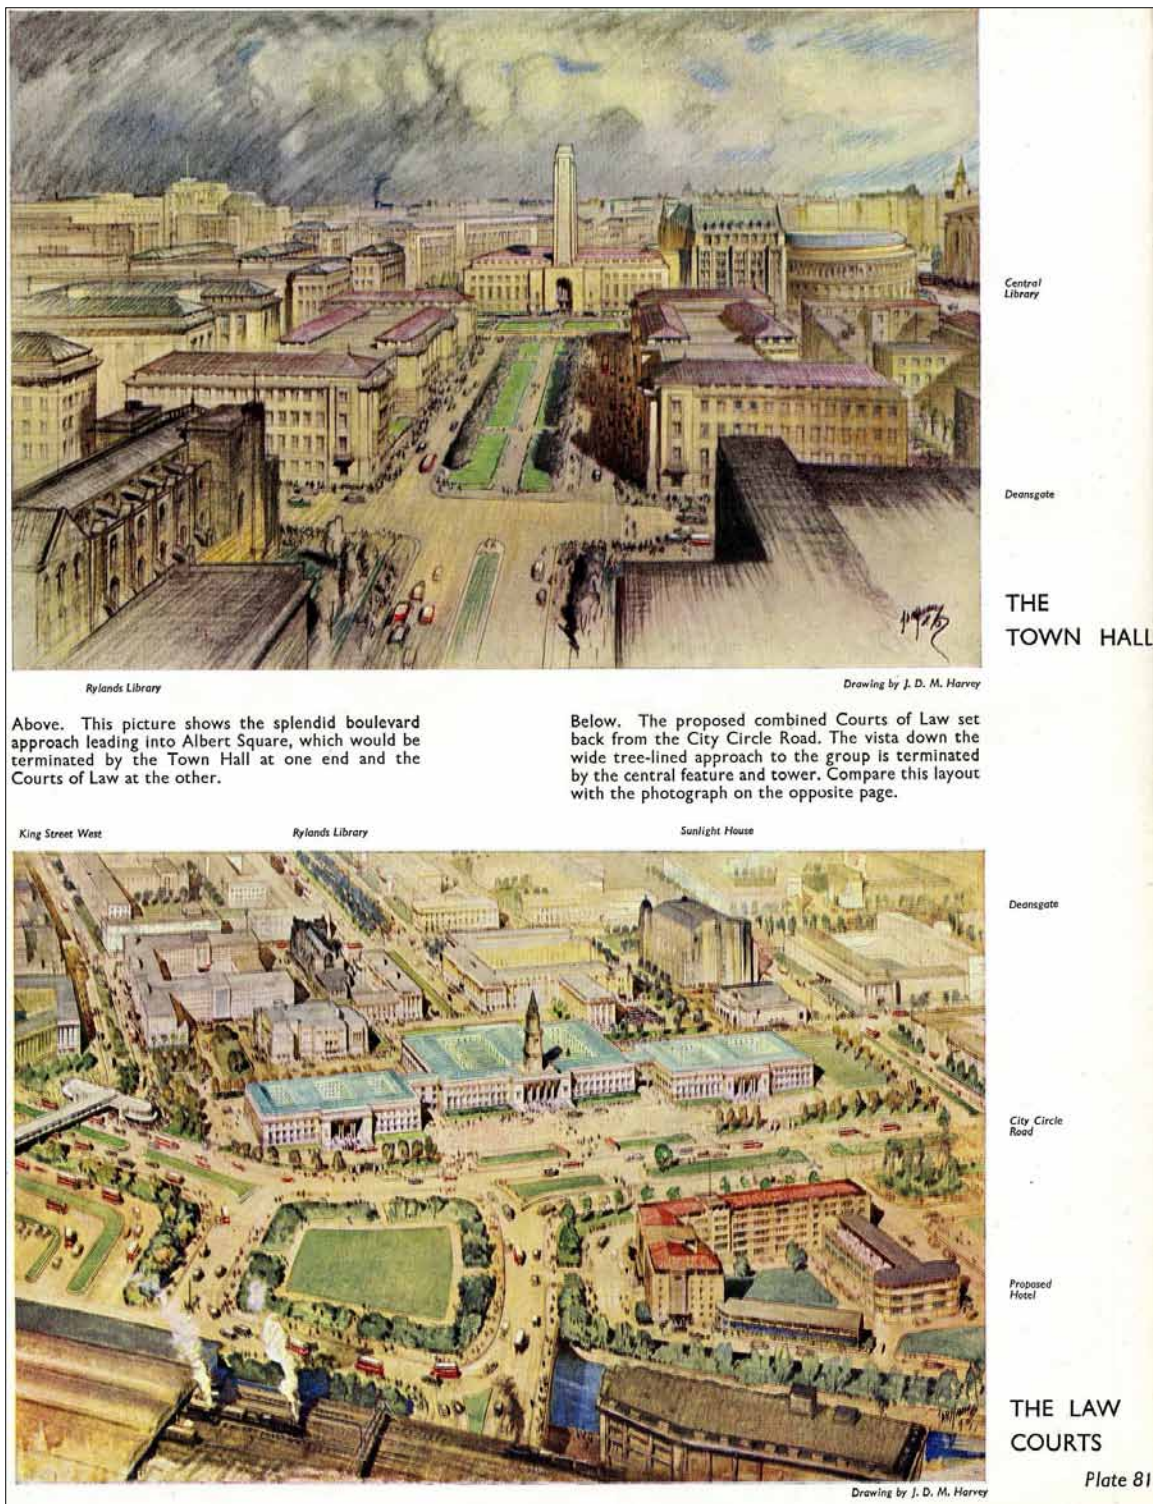 Central
Library
Deansgate
THE
TOWN HALL
Rylands Library
Drawing by J. D. M. Harvey
Above. This picture shows the splendid boulevard
approach leading into Albert Square, which would be
terminated by the Town Hall at one end and the
Courts of Law at the other.
Below. The proposed combined Courts of Law set
back from the City Circle Road. The vista down the
wide tree-lined approach to the group is terminated
by the central feature and tower. Compare this layout
with the photograph on the opposite page.
King Street West
Rylands Library
Sunlight House
Deansgate
City Circle
Road
Proposed
Hotel
THE LAW
COURTS
Plate 81
Drawing by J. D. M. Harvey